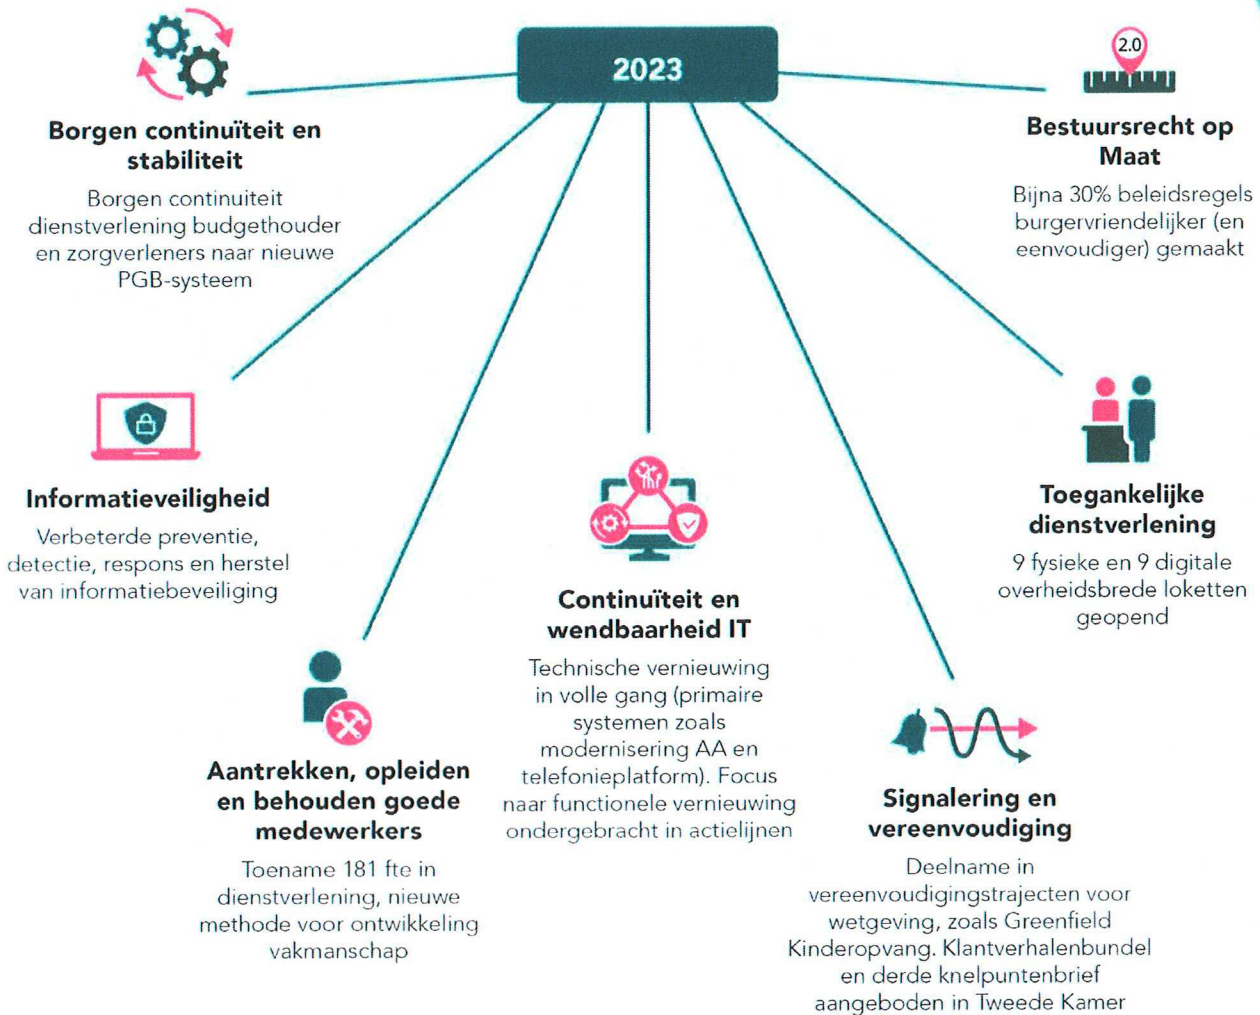 2023
Borgen continuïteit en
stabiliteit
Borgen continuiteit
dienstverlening budgethouder
en zorgverleners naar nieuwe
PGB-systeem
2.0
Bestuursrecht op
Maat
Bijna 30% beleidsregels
burgervriendelijker (en
eenvoudiger) gemaakt
Informatieveiligheid
Verbeterde preventie,
detectie, respons en herstel
van informatiebeveiliging
Toegankelijke
dienstverlening
9 fysieke en 9 digitale
overheidsbrede loketten
geopend
Aantrekken, opleiden
en behouden goede
medewerkers
Toename 181 fte in
dienstverlening, nieuwe
methode voor ontwikkeling
vakmanschap
Continuïteit en
wendbaarheid IT
Technische vernieuwing
in volle gang (primaire
systemen zoals
modernisering AA en
telefonieplatform). Focus
naar functionele vernieuwing
ondergebracht in actielijnen
Signalering en
vereenvoudiging
Deelname in
vereenvoudigingstrajecten voor
wetgeving, zoals Greenfield
Kinderopvang. Klantverhalenbundel
en derde knelpuntenbrief
aangeboden in Tweede Kamer